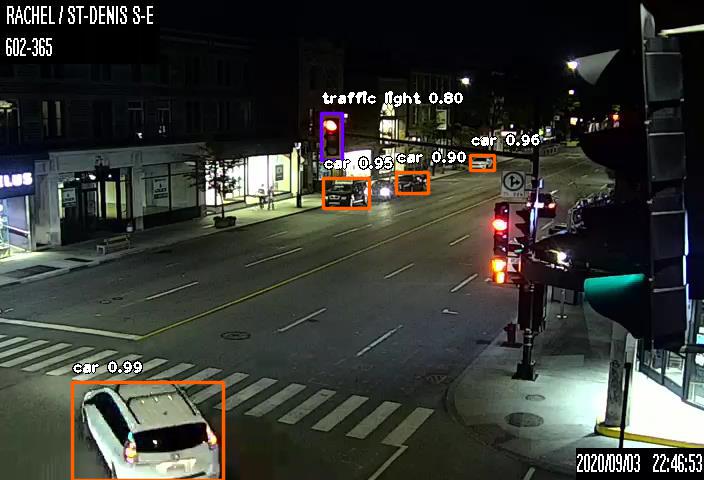 RACHEL / ST-DENIS S-E
602-365
traffic light 0.80
car 0.96
car 0.95
car 0.90
car 0.99
2020/09/03 22:46:53